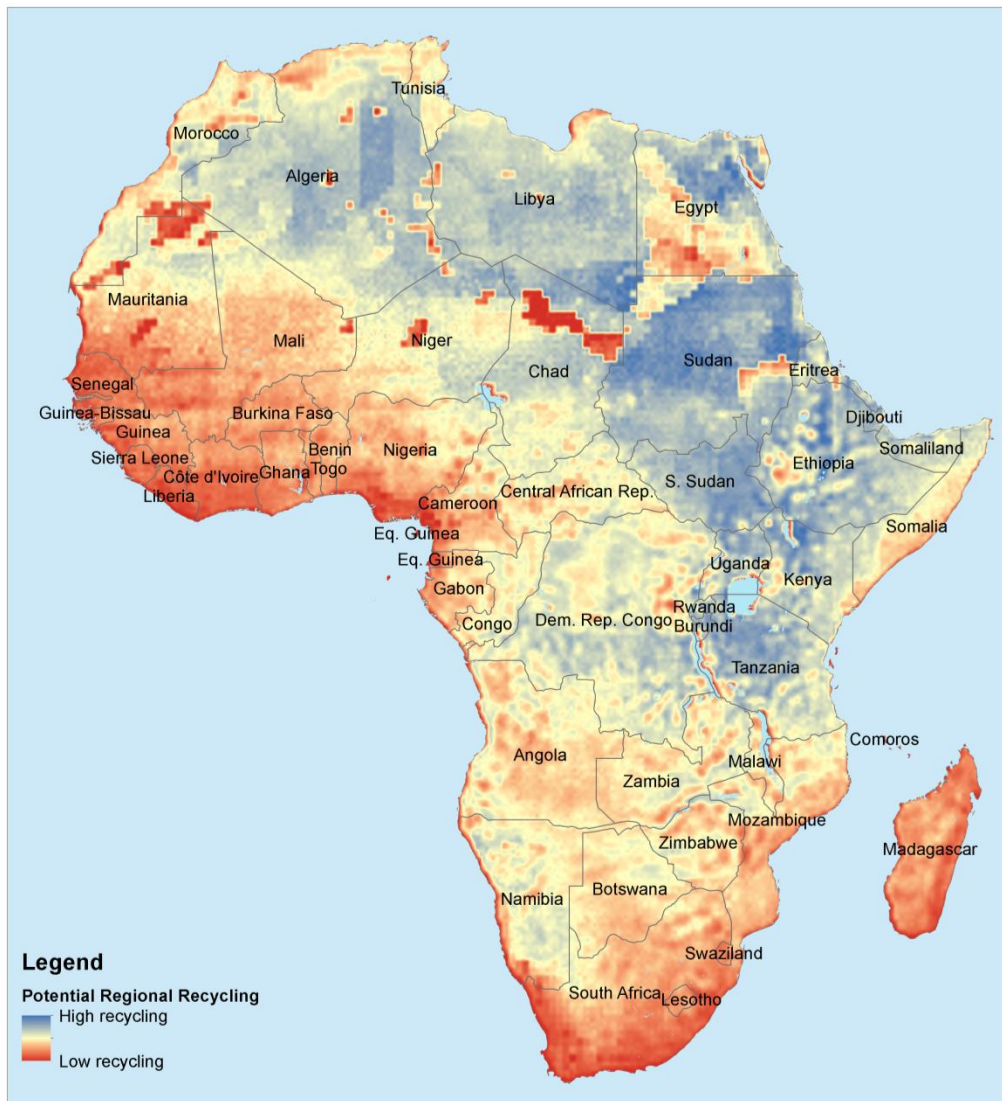 Tunisia
Morocco
Algeria
Libya
Egypt
Mauritania
Mali
Niger
Chad
Sudan
Eritrea
Senegal
Guinea-Bissau
Guinea
Burkina Faso
Djibouti
Sierra Leone
Benin
Nigeria
Somaliland
Côte d'Ivoire
Ghana
Togo
Ethiopia
Liberia
Cameroon
Central African Rep.
S. Sudan
Somalia
Eq. Guinea
Eq. Guinea
Uganda
Kenya
Gabon
Rwanda
Congo
Dem. Rep. Congo
Burundi
Tanzania
Comoros
Angola
Malawi
Zambia
Mozambique
Zimbabwe
Madagascar
Namibia
Botswana
Swaziland
South Africa
Lesotho
Legend
Potential Regional Recycling
High recycling
Low recycling